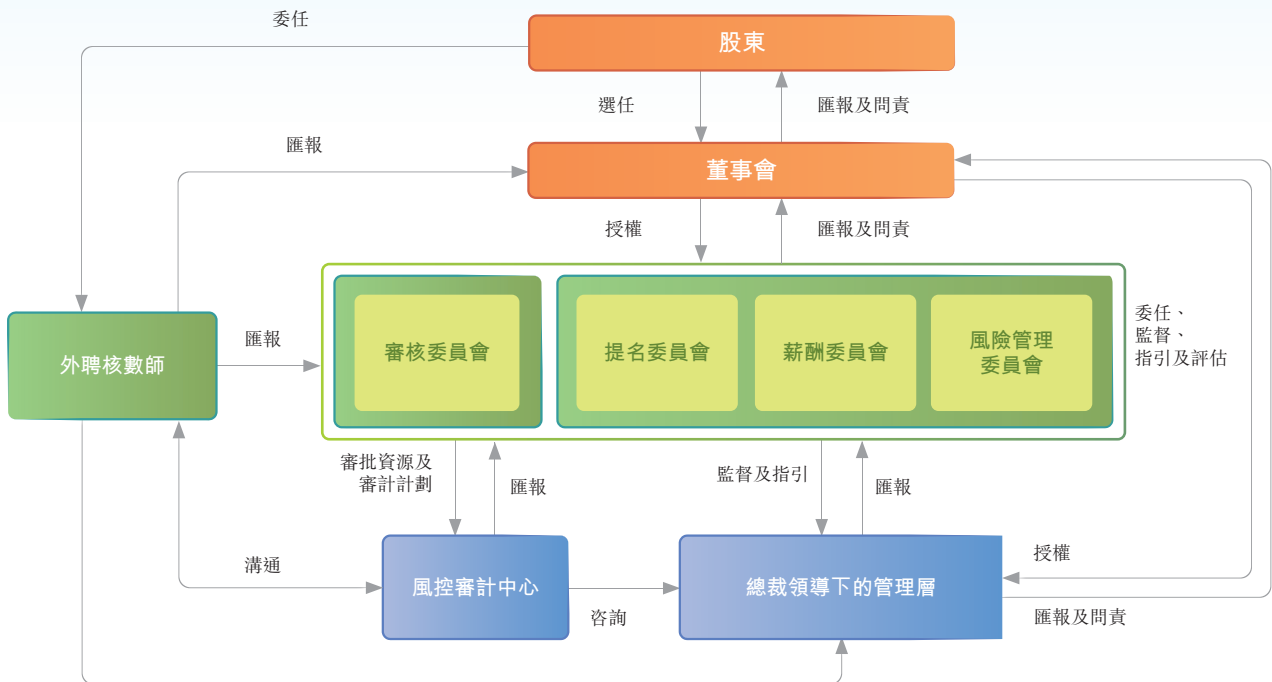 委任
股東
選任
匯報及問責
匯報
董事會
授權
匯報及問責
外聘核數師
匯報
審核委員會
提名委員會
薪酬委員會
風險管理
委員會
委任、
監督、
指引及評估
審批資源及
審計計劃
匯報
監督及指引
匯報
溝通
風控審計中心
咨詢
總裁領導下的管理層
授權
匯報及問責